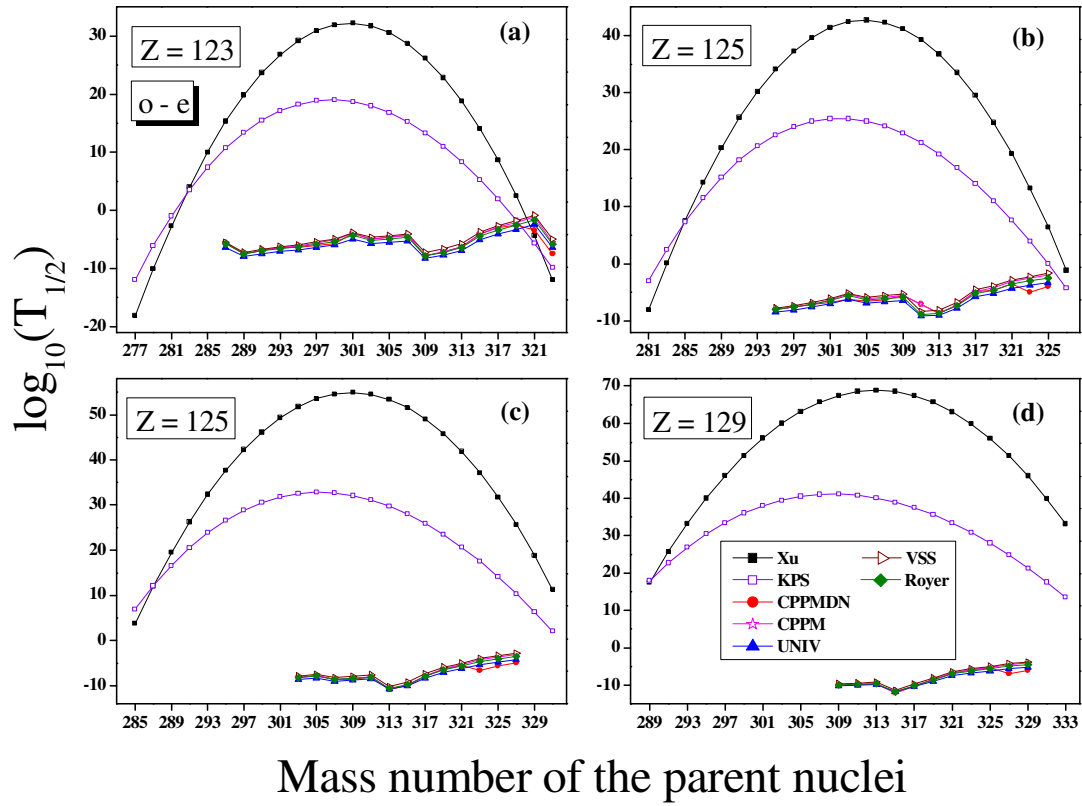 log10(T1/2)
(a)
Z = 123
o - e
30
20
10
0
-10
-20
277 281 285 289 293 297 301 305 309 313 317 321
(b)
Z = 125
40
30
20
10
0
-10
281 285 289 293 297 301 305 309 313 317 321 325
(c)
Z = 125
50
40
30
20
10
0
-10
285 289 293 297 301 305 309 313 317 321 325 329
(d)
Z = 129
70
60
50
40
30
20
10
0
-10
289 293 297 301 305 309 313 317 321 325 329 333
Xu
KPS
CPPMDN
CPPM
UNIV
VSS
Royer
Mass number of the parent nuclei